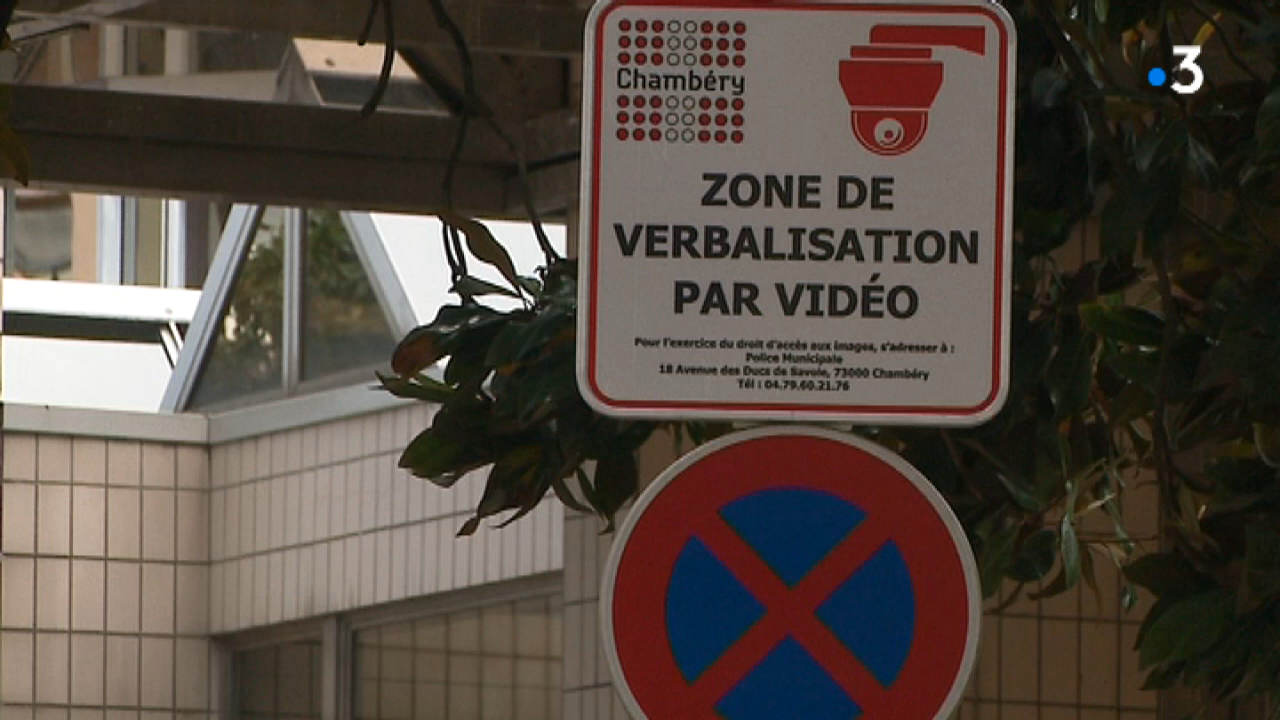 3
Chambéry
ZONE DE
VERBALISATION
PAR VIDÉO
Pour l'exercice du droit d'accès aux images, s'adresser à :
Police Municipale
18 Avenue des Ducs de Savoie, 73000 Chambéry
Tél : 04.79.60.21.76